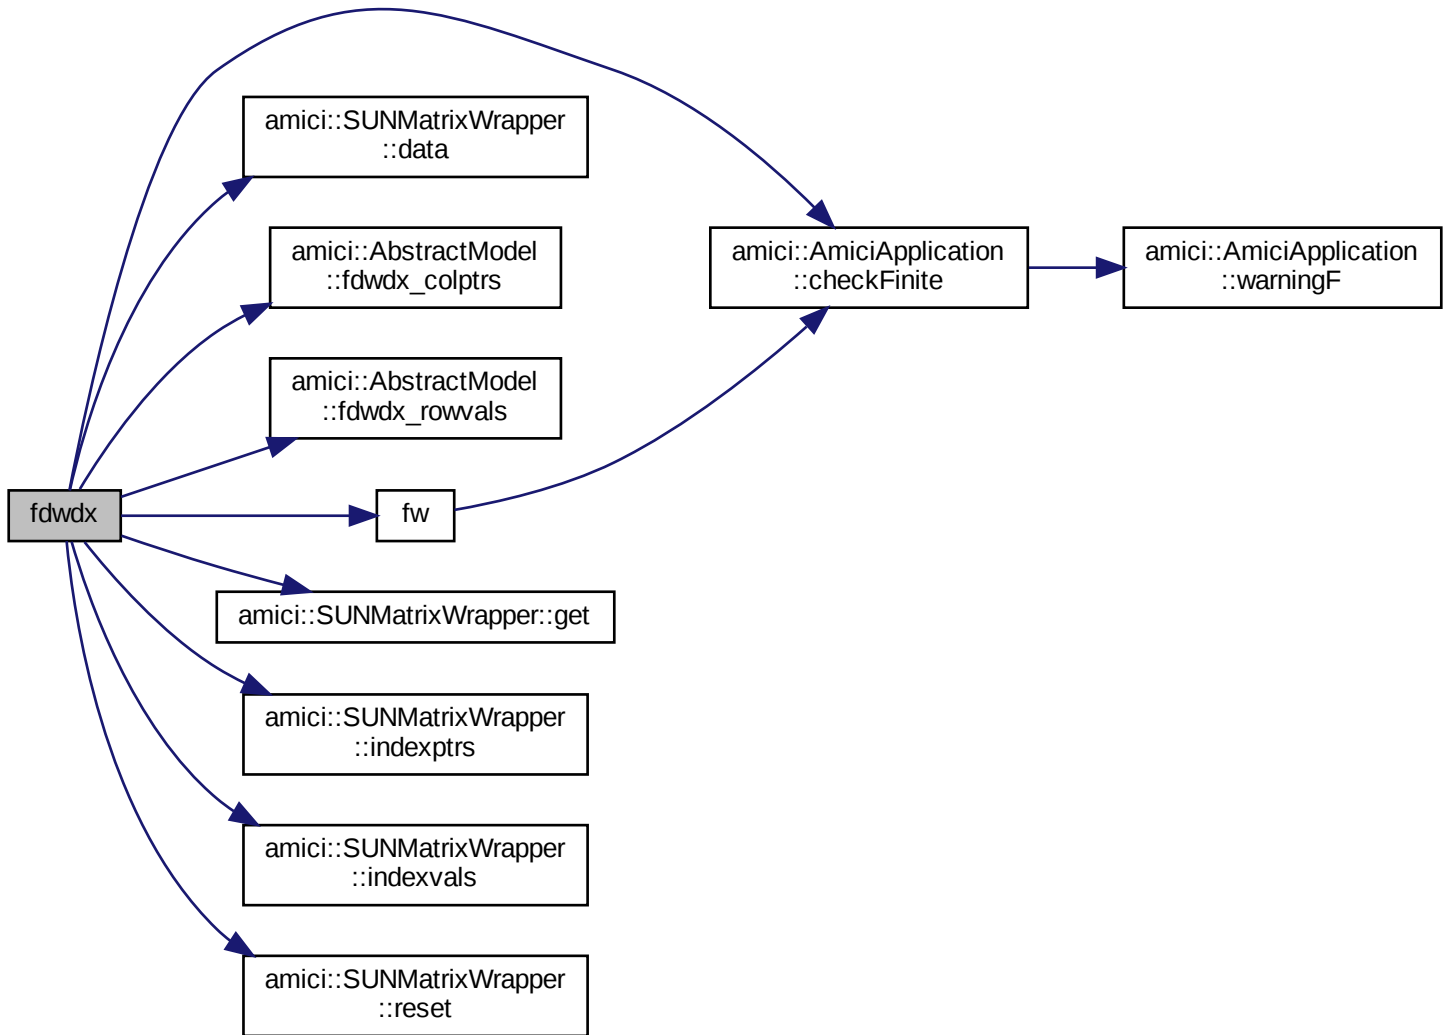 fdwdx
amici::SUNMatrixWrapper
::data
amici::AbstractModel
::fdwdx_colptrs
amici::AbstractModel
::fdwdx_rowvals
fw
amici::SUNMatrixWrapper::get
amici::SUNMatrixWrapper
::indexptrs
amici::SUNMatrixWrapper
::indexvals
amici::SUNMatrixWrapper
::reset
amici::AmiciApplication
::checkFinite
amici::AmiciApplication
::warningF